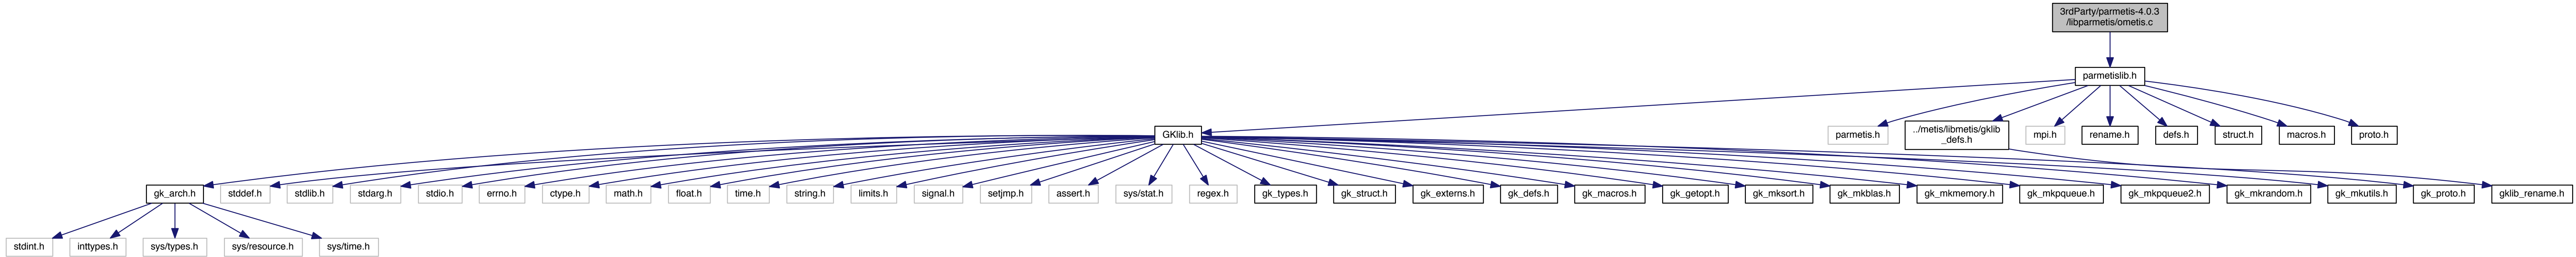 3rdParty/parmetis-4.0.3
/libparmetis/ometis.c
parmetislib.h
GKlib.h
parmetis.h
../metis/libmetis/gklib
_defs.h
mpi.h
rename.h
defs.h
struct.h
macros.h
proto.h
gk_arch.h
stddef.h
stdlib.h
stdarg.h
stdio.h
errno.h
ctype.h
math.h
float.h
time.h
string.h
limits.h
signal.h
setjmp.h
assert.h
sys/stat.h
regex.h
gk_types.h
gk_struct.h
gk_externs.h
gk_defs.h
gk_macros.h
gk_getopt.h
gk_mksort.h
gk_mkblas.h
gk_mkmemory.h
gk_mkpqueue.h
gk_mkpqueue2.h
gk_mkrandom.h
gk_mkutils.h
gk_proto.h
gklib_rename.h
stdint.h
inttypes.h
sys/types.h
sys/resource.h
sys/time.h